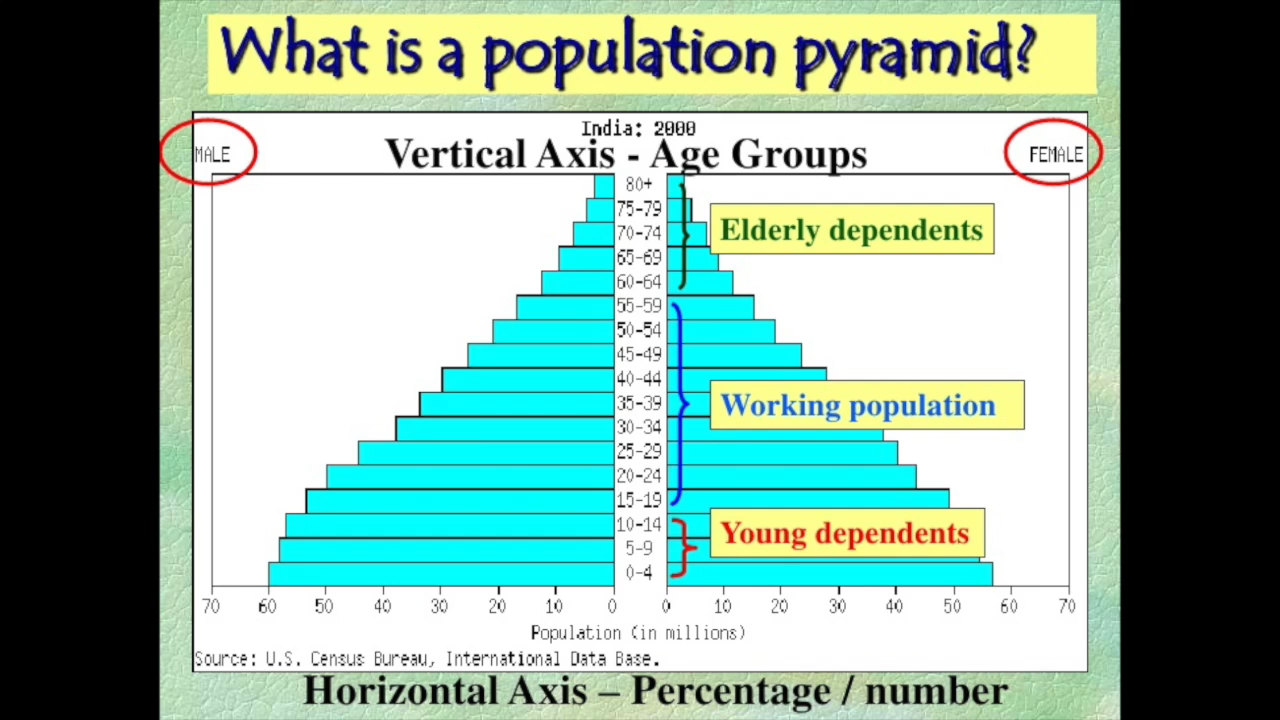 What is a population pyramid?
India: 2000
MALE
Vertical Axis - Age Groups
FEMALE
80+
75-79
70-74
Elderly dependents
65-69
60-64
55-59
50-54
45-49
40-44
35-39
Working population
30-34
25-29
20-24
15-19
10-14
Young dependents
5-9
0-4
70 60 50 40 30 20 10 0 0 10 20 30 40 50 60 70
Population (in millions)
Source: U.S. Census Bureau, International Data Base.
Horizontal Axis – Percentage / number